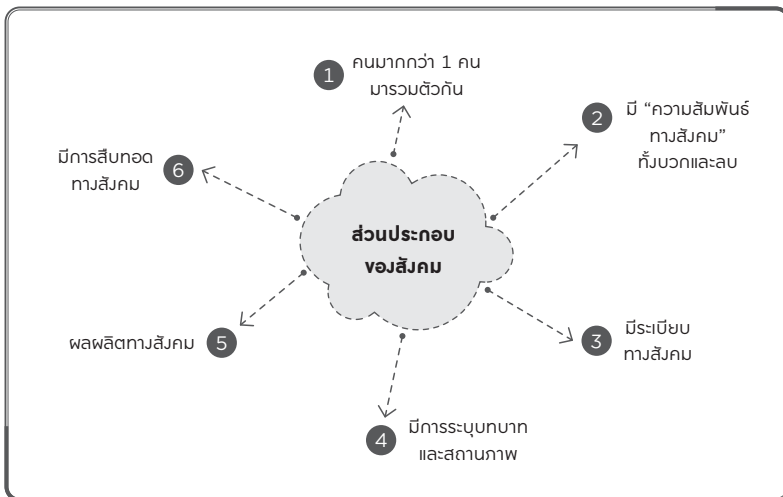 ส่วนประกอบ
ของสังคม
1
คนมากกว่า 1 คน
มารวมตัวกัน
2
มี “ความสัมพันธ์
ทางสังคม”
ทั้งบวกและลบ
3
มีระเบียบ
ทางสังคม
4
มีการระบุบทบาท
และสถานภาพ
5
ผลผลิตทางสังคม
6
มีการสืบทอด
ทางสังคม